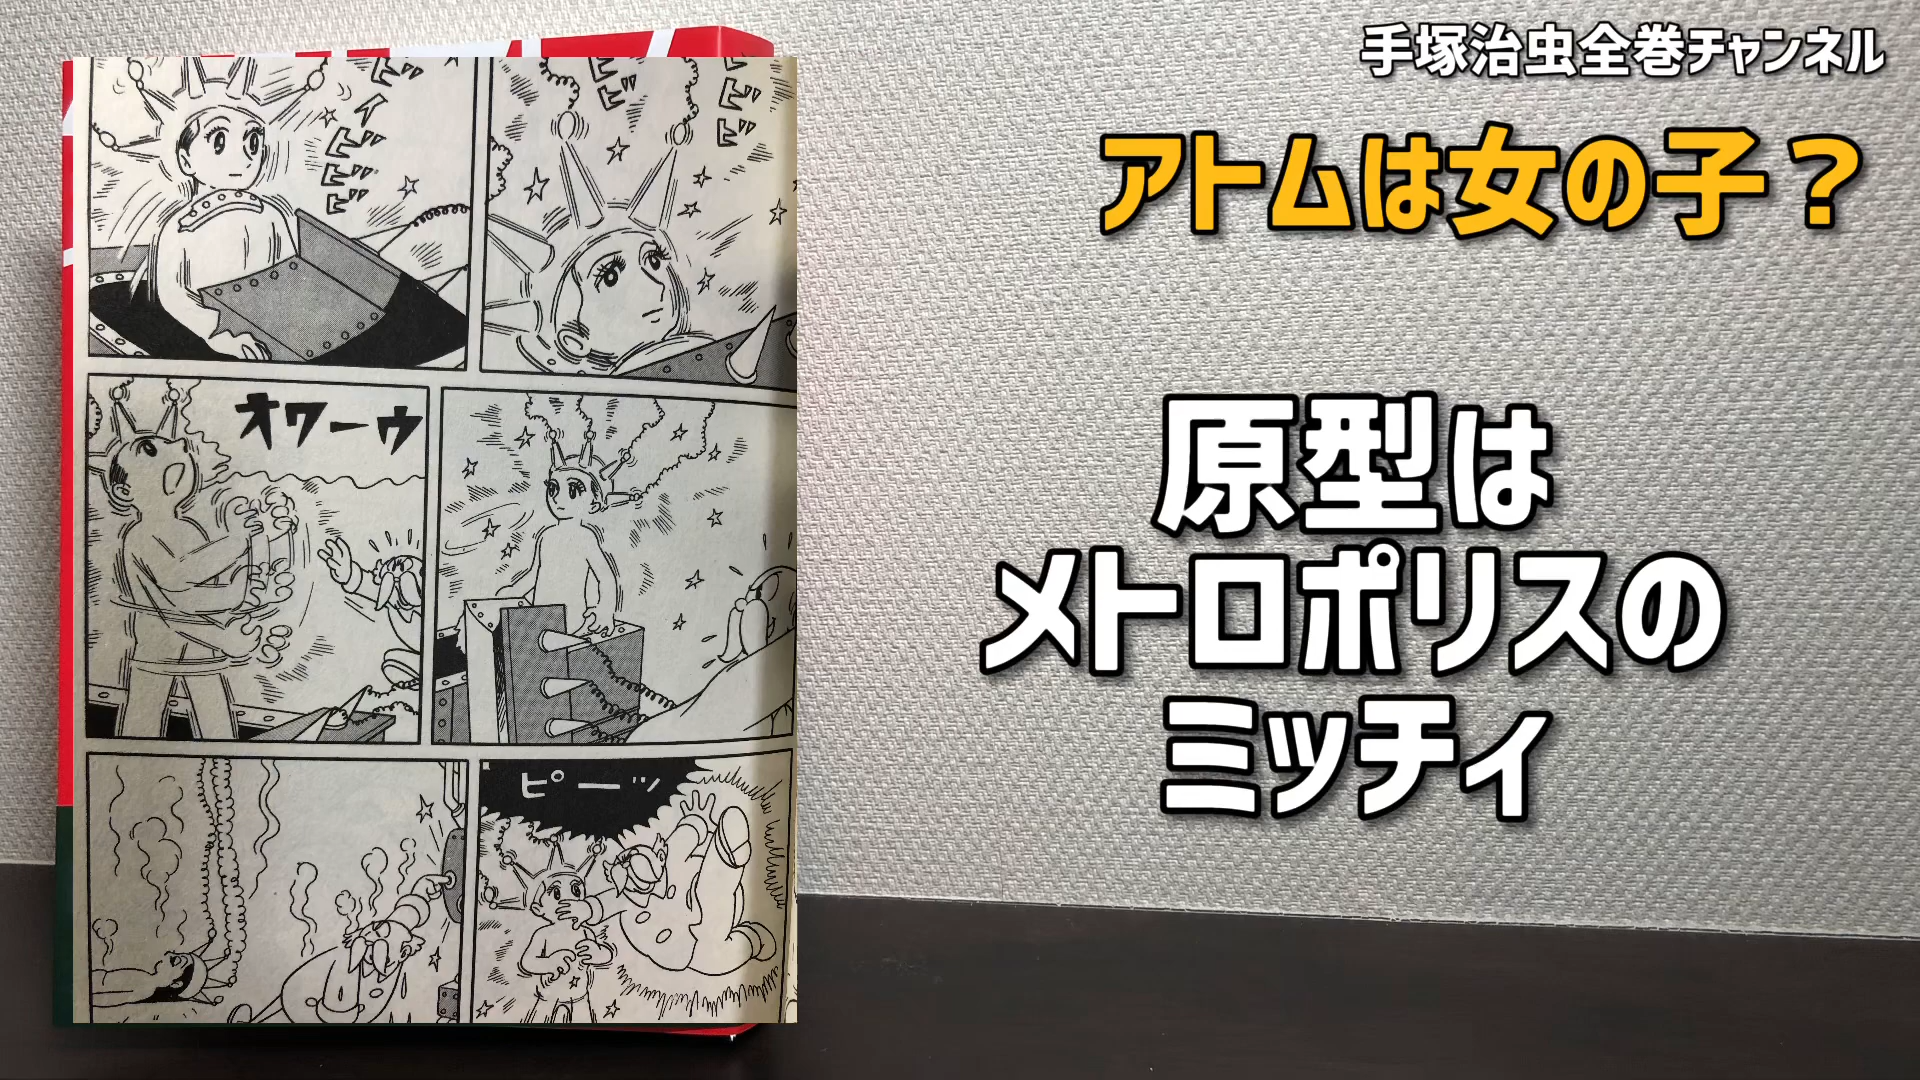 手塚治虫全巻チャンネル
アトムは女の子？
原型は
メトロポリスの
ミッチィ
ビビ
イ
ビビビ
ビビ
ビビ
オワーウ
ピーッ